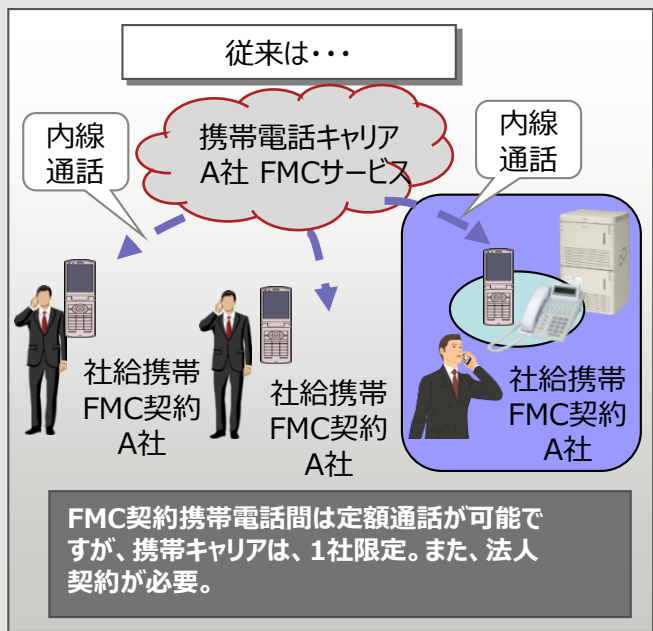 従来は・・・
内線
通話
携帯電話キャリア
A社 FMCサービス
内線
通話
社給携帯
FMC契約
A社
社給携帯
FMC契約
A社
社給携帯
FMC契約
A社
FMC契約携帯電話間は定額通話が可能で
すが、携帯キャリアは、1社限定。また、法人
契約が必要。